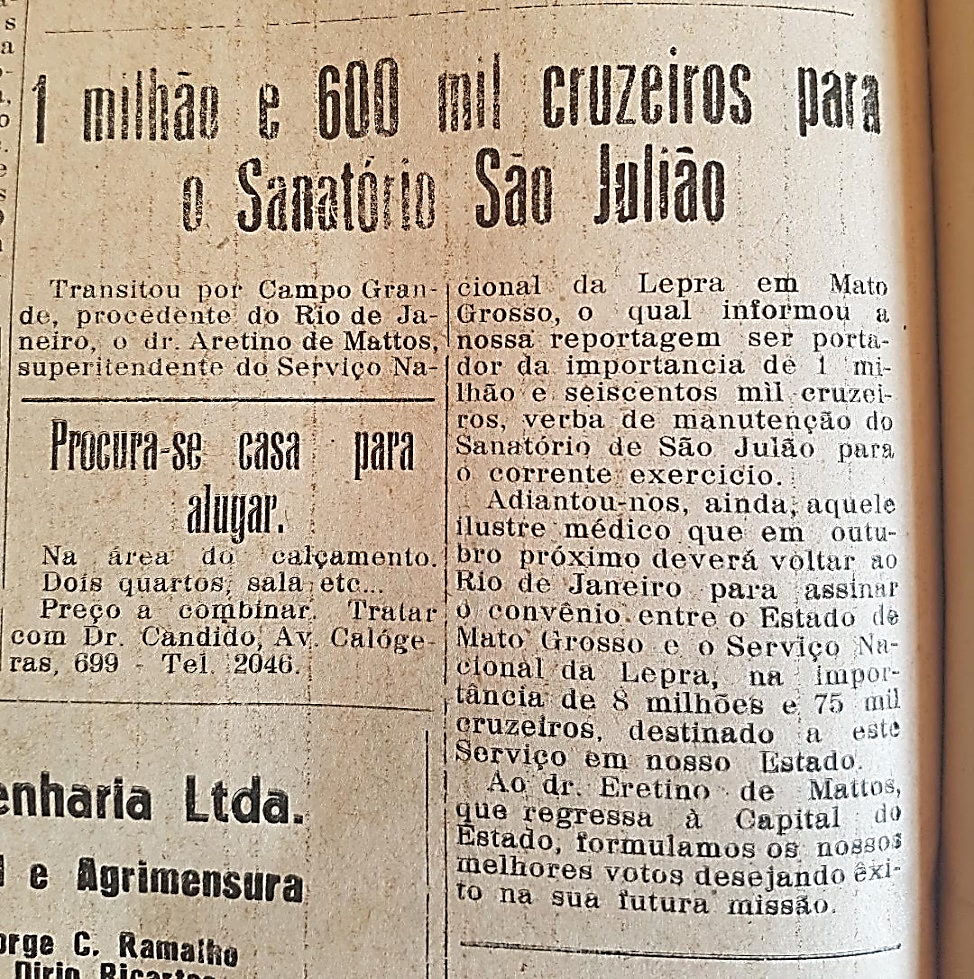 1 milhão e 600 mil cruzeiros para
o Sanatório São Julião
Transitou por Campo Gran-
de, procedente do Rio de Ja-
neiro, o dr. Aretino de Mattos,
superitendente do Serviço Na-
cional da Lepra em Mato
Grosso, o qual informou a
nossa reportagem ser porta-
dor da importancia de 1 mi-
lhão e seiscentos mil cruzei-
ros, verba de manutenção do
Sanatório de São Julão para
o corrente exercicio.
Adiantou-nos, ainda, aquele
ilustre médico que em outu-
bro próximo deverá voltar ao
Rio de Janeiro para assinar
o convênio entre o Estado de
Mato Grosso e o Serviço Na-
cional da Lepra, na impor-
tância de 8 milhões e 75 mil
cruzeiros, destinado a este
Serviço em nosso Estado.
Ao dr. Eretino de Mattos,
que regressa à Capital do
Estado, formulamos os nossos
melhores votos desejando êxi-
to na sua futura missão.
Procura-se casa para
alugar.
Na área do calçamento.
Dois quartos, sala etc...
Preço a combinar. Tratar
com Dr. Candido, Av. Calóge-
ras, 699 - Tel. 2046.
enharia Ltda.
e Agrimensura
orge C. Ramalho